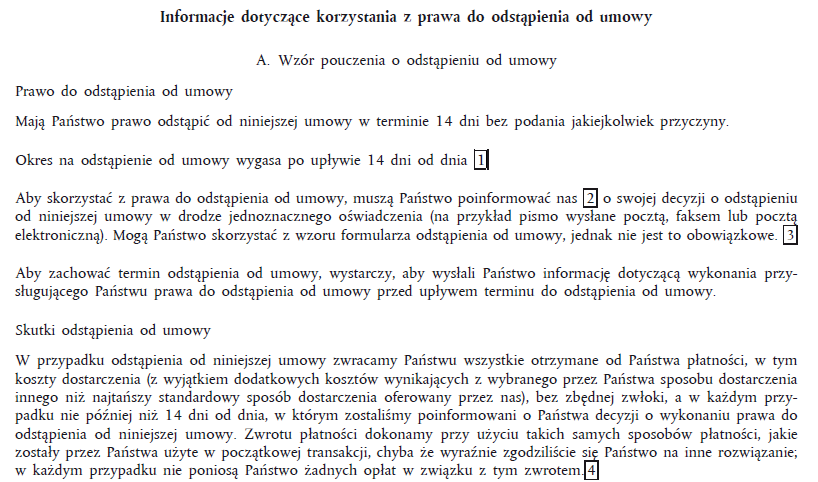 Informacje dotyczące korzystania z prawa do odstąpienia od umowy
A. Wzór pouczenia o odstąpieniu od umowy
Prawo do odstąpienia od umowy
Mają Państwo prawo odstąpić od niniejszej umowy w terminie 14 dni bez podania jakiejkolwiek przyczyny.
Okres na odstąpienie od umowy wygasa po upływie 14 dni od dnia 1
Aby skorzystać z prawa do odstąpienia od umowy, muszą Państwo poinformować nas 2 o swojej decyzji o odstąpieniu
od niniejszej umowy w drodze jednoznacznego oświadczenia (na przykład pismo wysłane pocztą, faksem lub pocztą
elektroniczną). Mogą Państwo skorzystać z wzoru formularza odstąpienia od umowy, jednak nie jest to obowiązkowe. 3
Aby zachować termin odstąpienia od umowy, wystarczy, aby wysłali Państwo informację dotyczącą wykonania przy-
sługującego Państwu prawa do odstąpienia od umowy przed upływem terminu do odstąpienia od umowy.
Skutki odstąpienia od umowy
W przypadku odstąpienia od niniejszej umowy zwracamy Państwu wszystkie otrzymane od Państwa płatności, w tym
koszty dostarczenia (z wyjątkiem dodatkowych kosztów wynikających z wybranego przez Państwa sposobu dostarczenia
innego niż najtańszy standardowy sposób dostarczenia oferowany przez nas), bez zbędnej zwłoki, a w każdym przy-
padku nie później niż 14 dni od dnia, w którym zostaliśmy poinformowani o Państwa decyzji o wykonaniu prawa do
odstąpienia od niniejszej umowy. Zwrotu płatności dokonamy przy użyciu takich samych sposobów płatności, jakie
zostały przez Państwa użyte w początkowej transakcji, chyba że wyraźnie zgodziliście się Państwo na inne rozwiązanie;
w każdym przypadku nie poniosą Państwo żadnych opłat w związku z tym zwrotem. 4